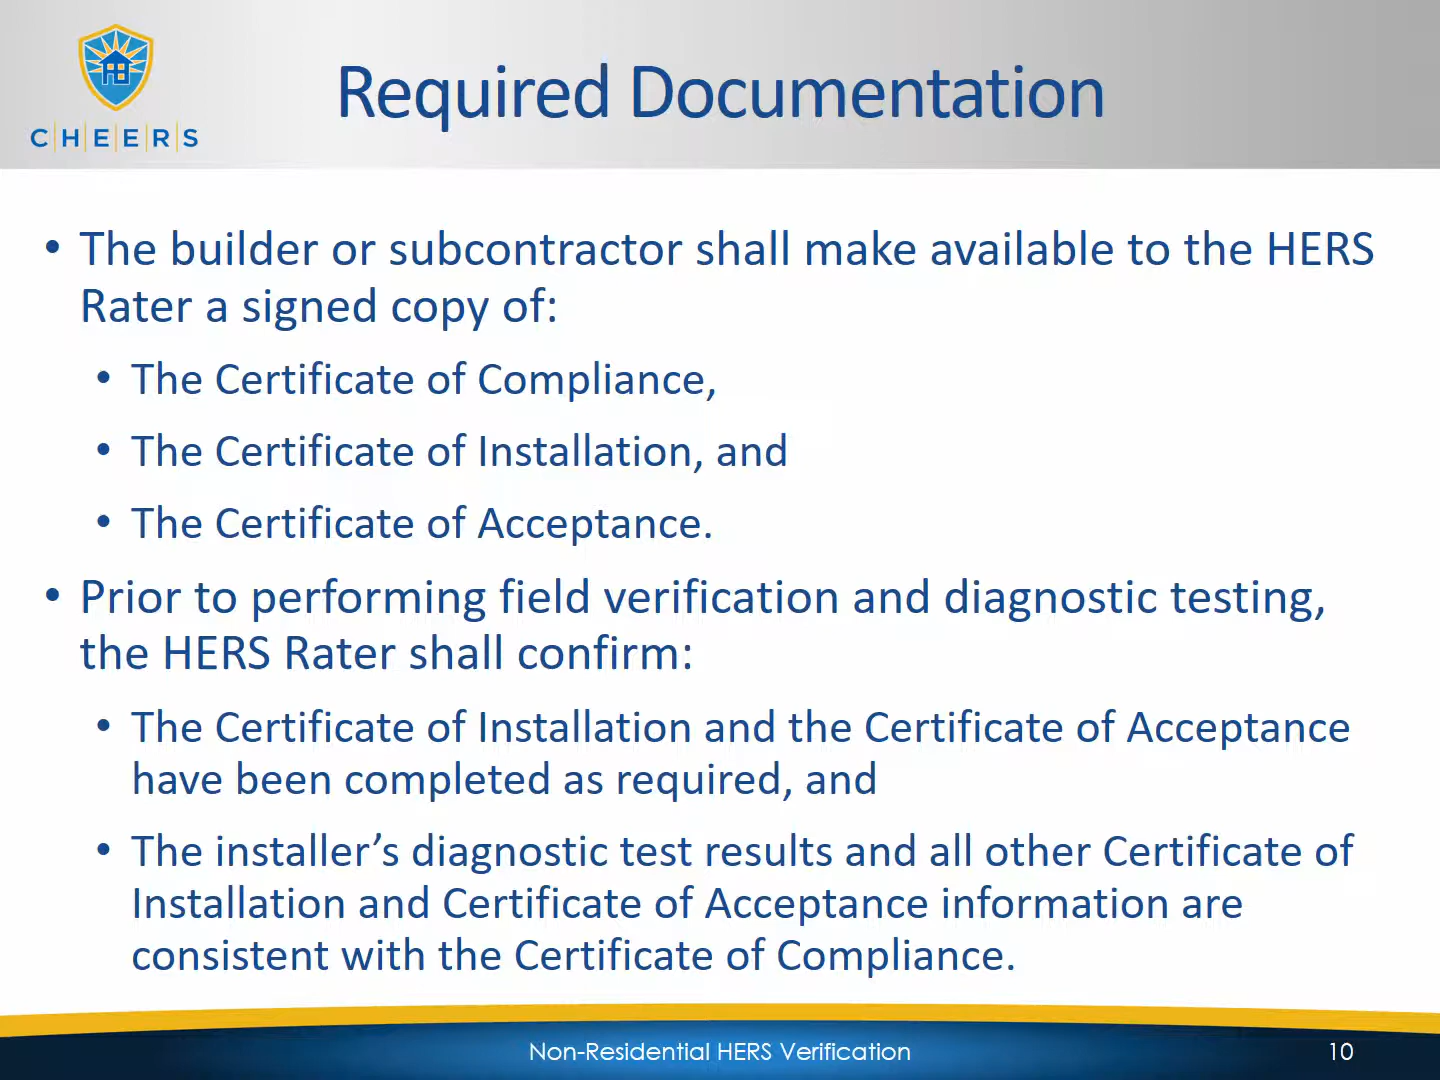 C|H|E|E|R|S
Required Documentation
• The builder or subcontractor shall make available to the HERS
Rater a signed copy of:
• The Certificate of Compliance,
• The Certificate of Installation, and
• The Certificate of Acceptance.
• Prior to performing field verification and diagnostic testing,
the HERS Rater shall confirm:
• The Certificate of Installation and the Certificate of Acceptance
have been completed as required, and
• The installer’s diagnostic test results and all other Certificate of
Installation and Certificate of Acceptance information are
consistent with the Certificate of Compliance.
Non-Residential HERS Verification
10